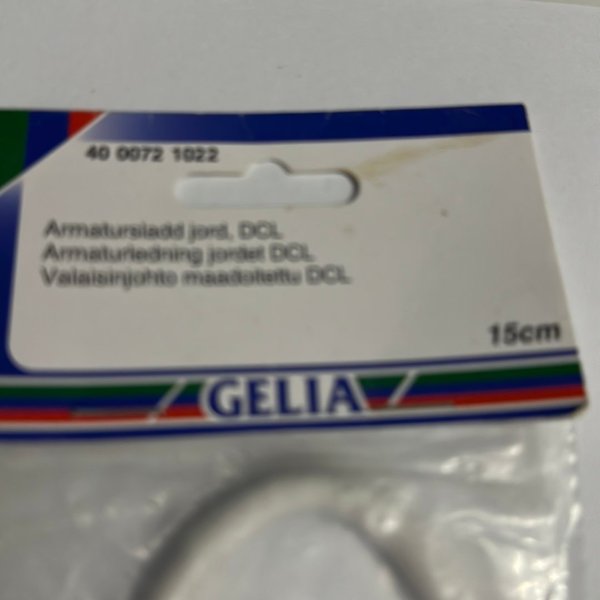 40 0072 1022
Armatursladd jord, DCL
Armaturledning jordet DCL
Valaisinjohto maadoitettu DCL
15cm
GELIA